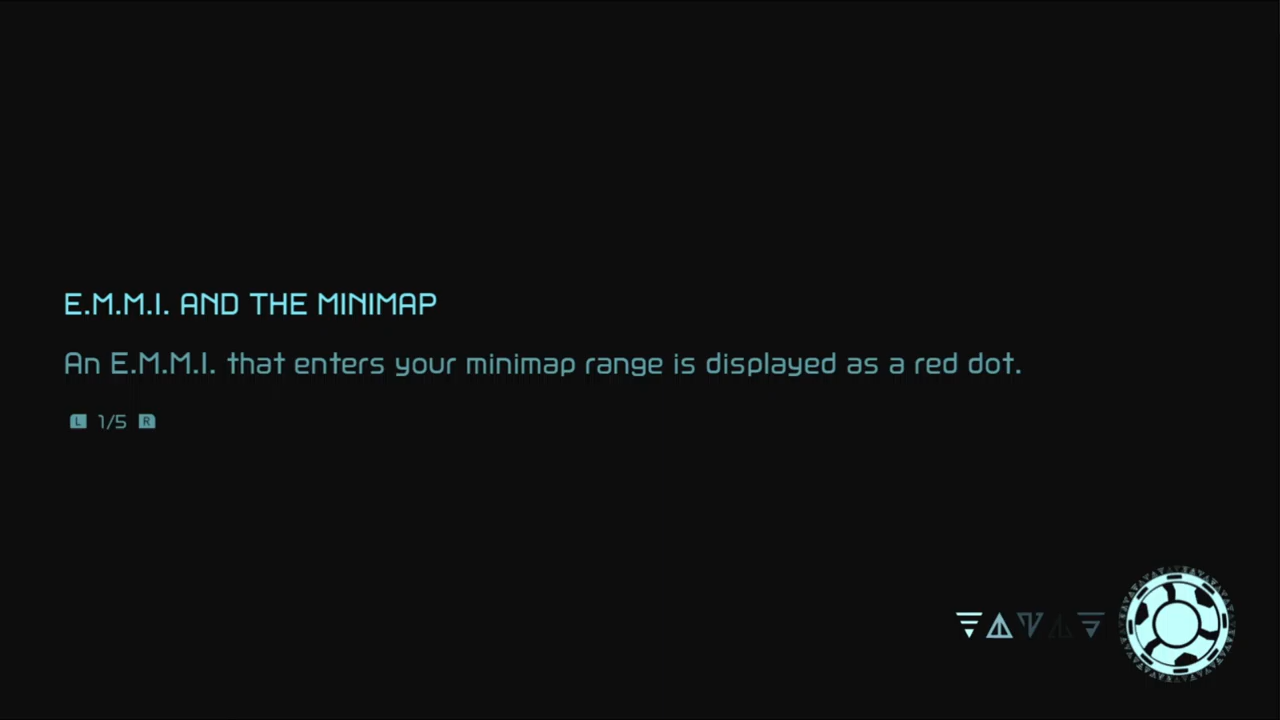 E.M.M.I. AND THE MINIMAP
An E.M.M.I. that enters your minimap range is displayed as a red dot.
L 1/5 R